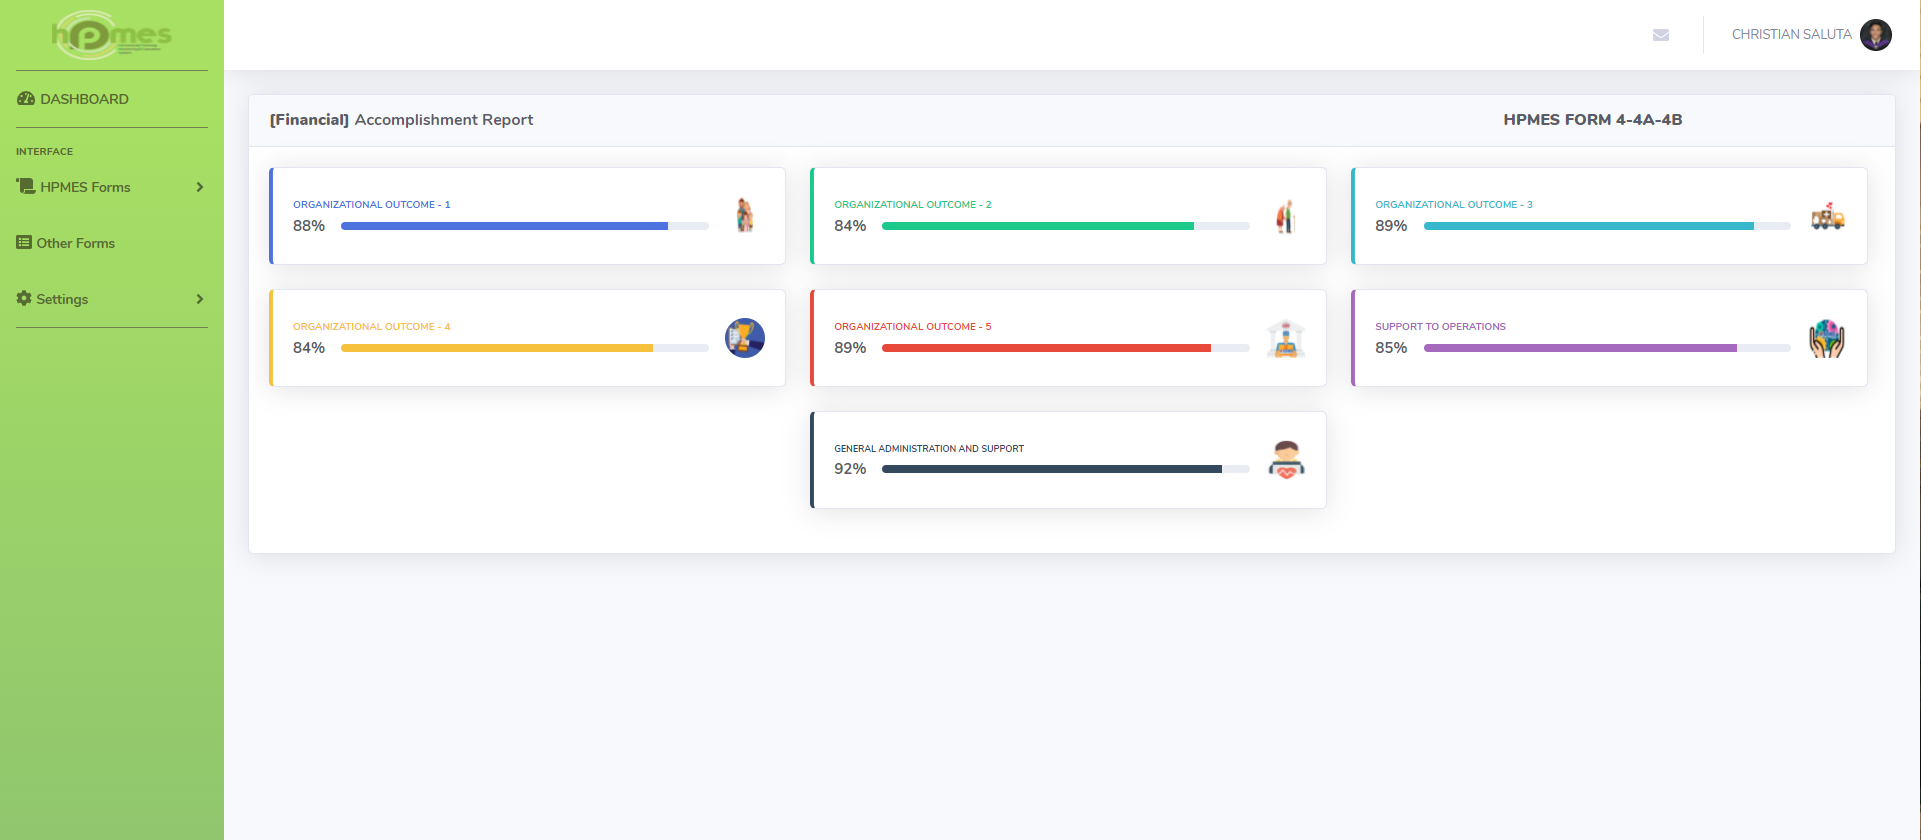 hpmes
CHRISTIAN SALUTA
DASHBOARD
INTERFACE
HPMES Forms
Other Forms
Settings
[Financial] Accomplishment Report
HPMES FORM 4-4A-4B
ORGANIZATIONAL OUTCOME - 1
88%
ORGANIZATIONAL OUTCOME - 2
84%
ORGANIZATIONAL OUTCOME - 3
89%
ORGANIZATIONAL OUTCOME - 4
84%
ORGANIZATIONAL OUTCOME - 5
89%
SUPPORT TO OPERATIONS
85%
GENERAL ADMINISTRATION AND SUPPORT
92%